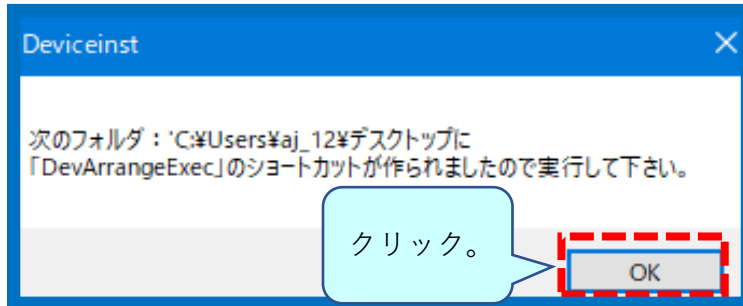 Deviceinst
次のフォルダ：'C:¥Users¥aj_12¥デスクトップに
「DevArrangeExec」のショートカットが作られましたので実行して下さい。
クリック。
OK